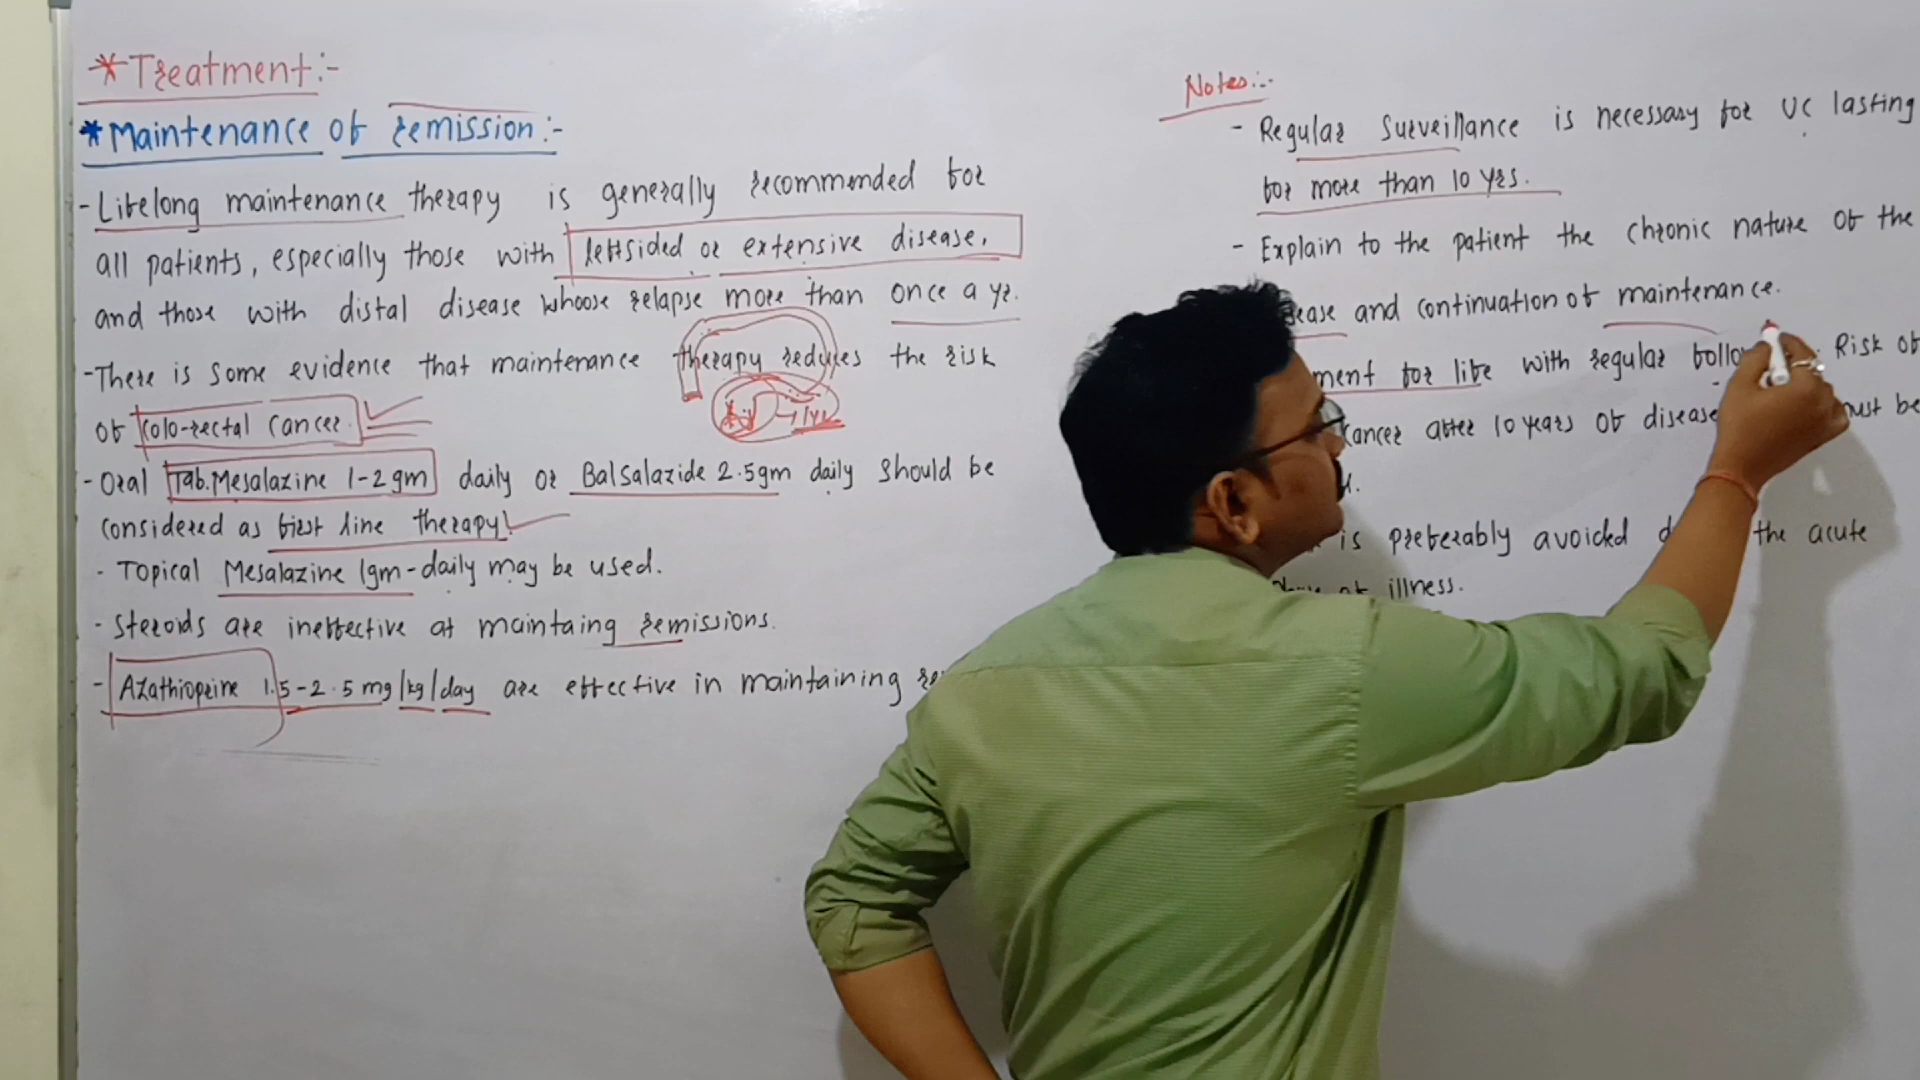 *Treatment:-
*Maintenance of remission:-
- Lifelong maintenance therapy is generally recommended for
all patients, especially those with leftsided or extensive disease,
and those with distal disease whoose relapse more than once a yr.
- There is some evidence that maintenance therapy reduces the risk
of Colo-rectal Cancer.
- Oral Tab.Mesalazine 1-2gm daily or Balsalazide 2.5gm daily should be
Considered as first line therapy
- Topical Mesalazine 1gm-daily may be used.
- Steroids are ineffective at maintaing remissions.
- Azathioprine 1.5-2.5 mg/kg/day are effective in maintaining
Notes:-
- Regular Surveillance is necessary for UC lasting
for more than 10 yrs.
- Explain to the patient the chronic nature of the
and continuation of maintenance.
for life with regular Risk of
Cancer after 10 years of disease must be
is preferably avoided the acute
of illness.